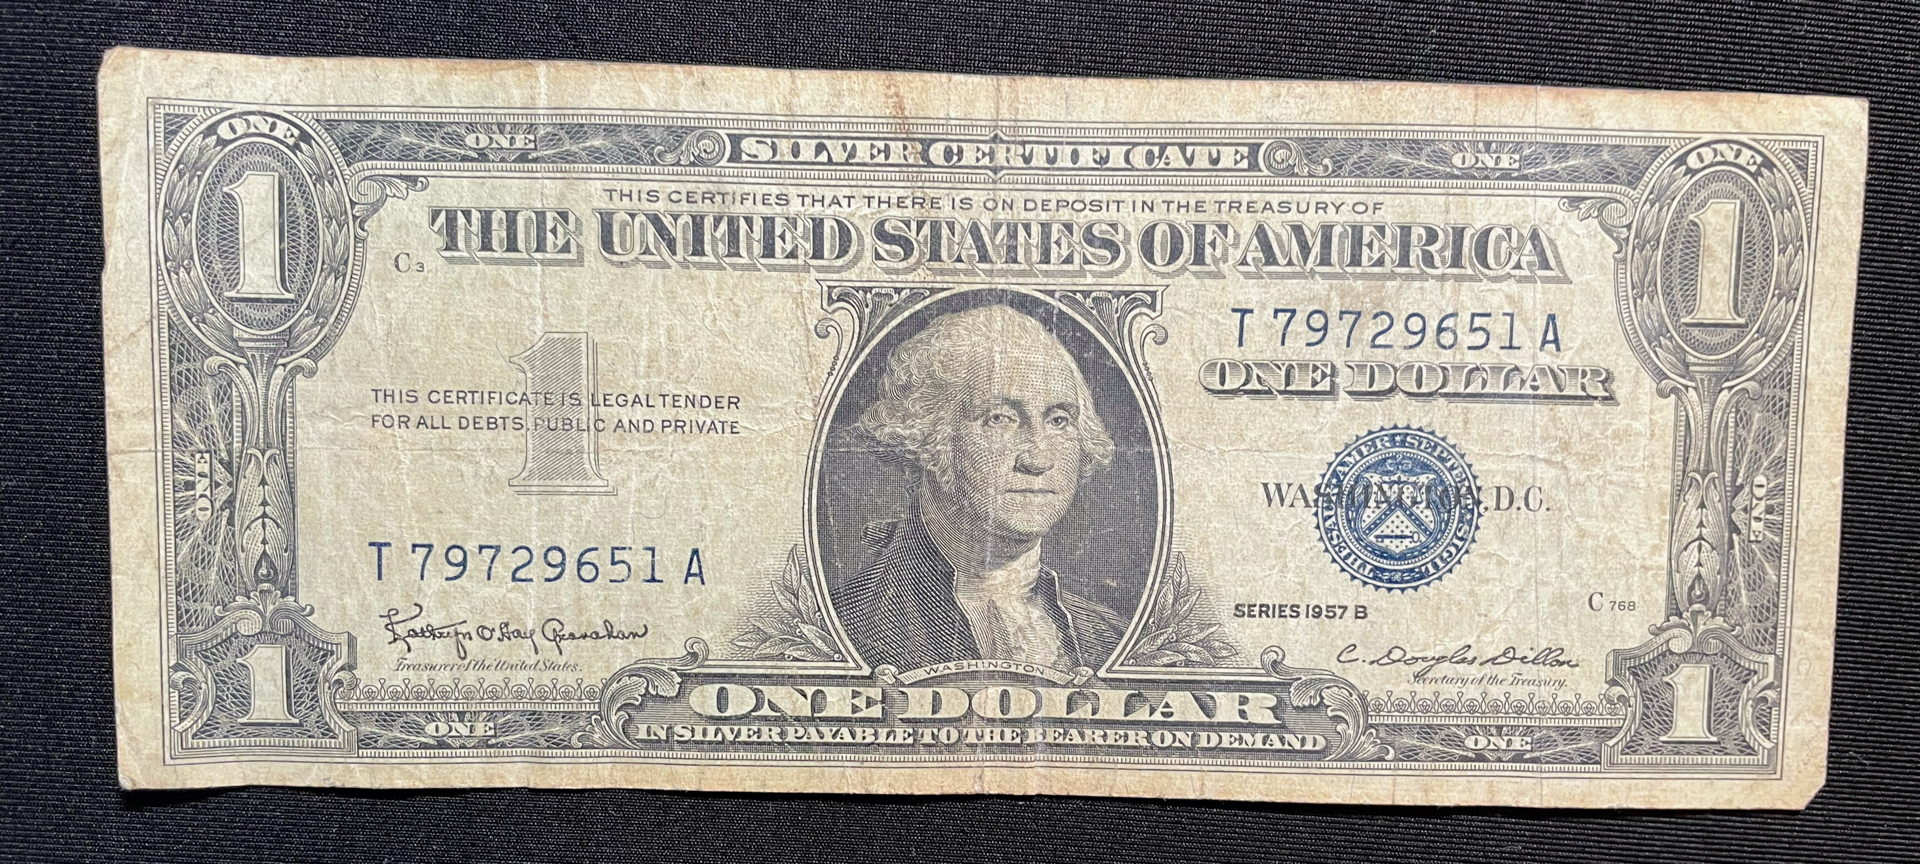 ONE
ONE
SILVER CERTIFICATE
ONE
ONE
THIS CERTIFIES THAT THERE IS ON DEPOSIT IN THE TREASURY OF
THE UNITED STATES OF AMERICA
C3
1
1
T 79729651 A
ONE DOLLAR
1
THIS CERTIFICATE IS LEGAL TENDER
FOR ALL DEBTS, PUBLIC AND PRIVATE
ONE
ONE
WASHINGTON, D.C.
T 79729651 A
SERIES 1957 B
C 768
Kathryn O'Hay Granahan
Treasurer of the United States.
C. Douglas Dillon
Secretary of the Treasury.
WASHINGTON
1
1
ONE DOLLAR
IN SILVER PAYABLE TO THE BEARER ON DEMAND
ONE
ONE